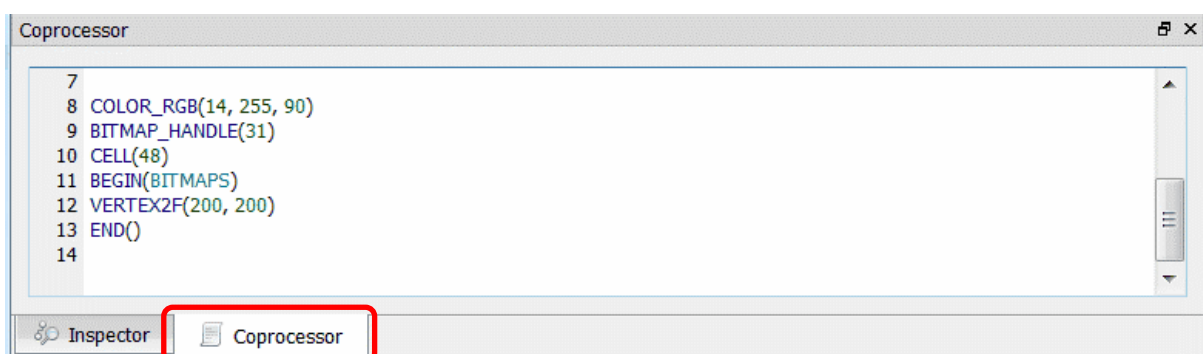 Coprocessor
7
8 COLOR_RGB(14, 255, 90)
9 BITMAP_HANDLE(31)
10 CELL(48)
11 BEGIN(BITMAPS)
12 VERTEX2F(200, 200)
13 END()
14
Inspector Coprocessor